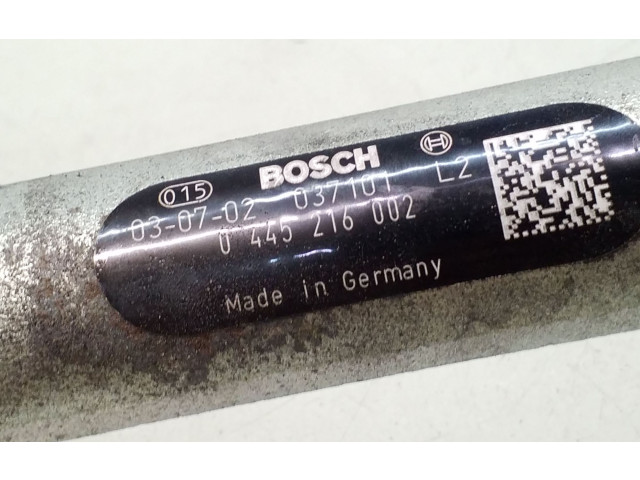 BOSCH
015
03-07-02 037101 L2
0 445 216 002
Made in Germany